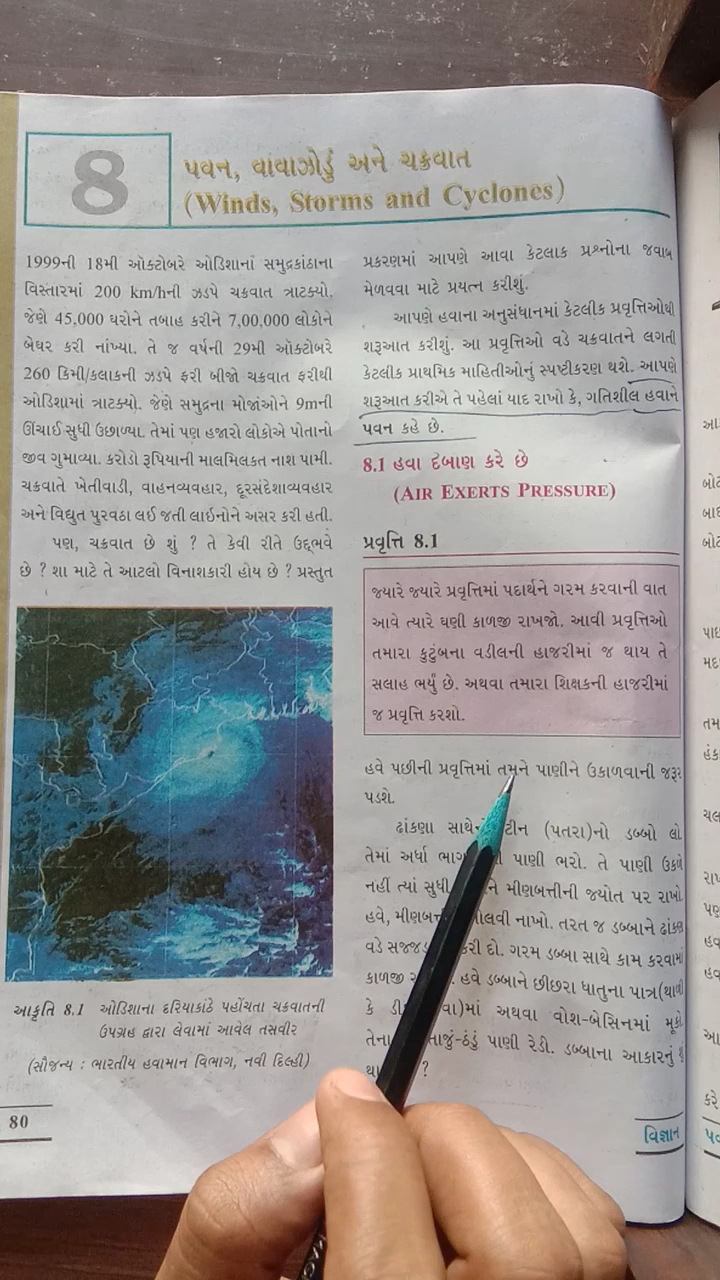 8
પવન, વાવાઝોડું અને ચક્રવાત
(Winds, Storms and Cyclones)
1999ની 18મી ઑક્ટોબરે ઓડિશાનાં સમુદ્રકાંઠાના
વિસ્તારમાં 200 km/hની ઝડપે ચક્રવાત ત્રાટક્યો.
જેણે 45,000 ઘરોને તબાહ કરીને 7,00,000 લોકોને
બેઘર કરી નાંખ્યા. તે જ વર્ષની 29મી ઑક્ટોબરે
260 કિમી/કલાકની ઝડપે ફરી બીજો ચક્રવાત ફરીથી
ઓડિશામાં ત્રાટક્યો. જેણે સમુદ્રના મોજાંઓને 9mની
ઊંચાઈ સુધી ઉછાળ્યા. તેમાં પણ હજારો લોકોએ પોતાનો
જીવ ગુમાવ્યા. કરોડો રૂપિયાની માલમિલકત નાશ પામી.
ચક્રવાતે ખેતીવાડી, વાહનવ્યવહાર, દૂરસંદેશાવ્યવહાર
અને વિદ્યુત પુરવઠા લઈ જતી લાઇનોને અસર કરી હતી.
પણ, ચક્રવાત છે શું ? તે કેવી રીતે ઉદ્ભવે
છે ? શા માટે તે આટલો વિનાશકારી હોય છે ? પ્રસ્તુત
આકૃતિ 8.1 ઓડિશાના દરિયાકાંઠે પહોંચતા ચક્રવાતની
ઉપગ્રહ દ્વારા લેવામાં આવેલ તસવીર
(સૌજન્ય : ભારતીય હવામાન વિભાગ, નવી દિલ્હી)
80
પ્રકરણમાં આપણે આવા કેટલાક પ્રશ્નોના જવાબ
મેળવવા માટે પ્રયત્ન કરીશું.
આપણે હવાના અનુસંધાનમાં કેટલીક પ્રવૃત્તિઓથી
શરૂઆત કરીશું. આ પ્રવૃત્તિઓ વડે ચક્રવાતને લગતી
કેટલીક પ્રાથમિક માહિતીઓનું સ્પષ્ટીકરણ થશે. આપણે
શરૂઆત કરીએ તે પહેલાં યાદ રાખો કે, ગતિશીલ હવાને
પવન કહે છે.
8.1 હવા દબાણ કરે છે
(AIR EXERTS PRESSURE)
પ્રવૃત્તિ 8.1
જ્યારે જ્યારે પ્રવૃત્તિમાં પદાર્થને ગરમ કરવાની વાત
આવે ત્યારે ઘણી કાળજી રાખજો. આવી પ્રવૃત્તિઓ
તમારા કુટુંબના વડીલની હાજરીમાં જ થાય તે
સલાહ ભર્યું છે. અથવા તમારા શિક્ષકની હાજરીમાં
જ પ્રવૃત્તિ કરશો.
હવે પછીની પ્રવૃત્તિમાં તમને પાણીને ઉકાળવાની જરૂર
પડશે.
ઢાંકણા સાથે ટીન (પતરા)નો ડબ્બો લો.
તેમાં અર્ધા પાણી ભરો. તે પાણી ઉકળે
નહીં ત્યાં સુધી મીણબત્તીની જ્યોત પર રાખો.
હવે, નાખો. તરત જ ડબ્બાને ઢાંકણ
વડે દો. ગરમ ડબ્બા સાથે કામ કરવામાં
કાળજી હવે ડબ્બાને છીછરા ધાતુના પાત્ર(થાળી
કે અથવા વોશ-બેસિનમાં મૂકો.
તાજું-ઠંડું પાણી રેડી. ડબ્બાના આકારનું શું
?
વિજ્ઞાન